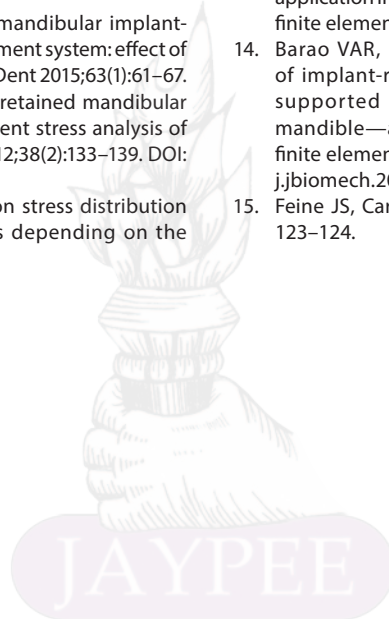 mandibular implant-
ment system: effect of
Dent 2015;63(1):61–67.
retained mandibular
ent stress analysis of
12;38(2):133–139. DOI:
on stress distribution
s depending on the
finite elemen
14. Barao VAR,
of implant-r
supported
mandible—a
finite elemen
j.jbiomech.20
15. Feine JS, Car
123–124.
JAYPEE